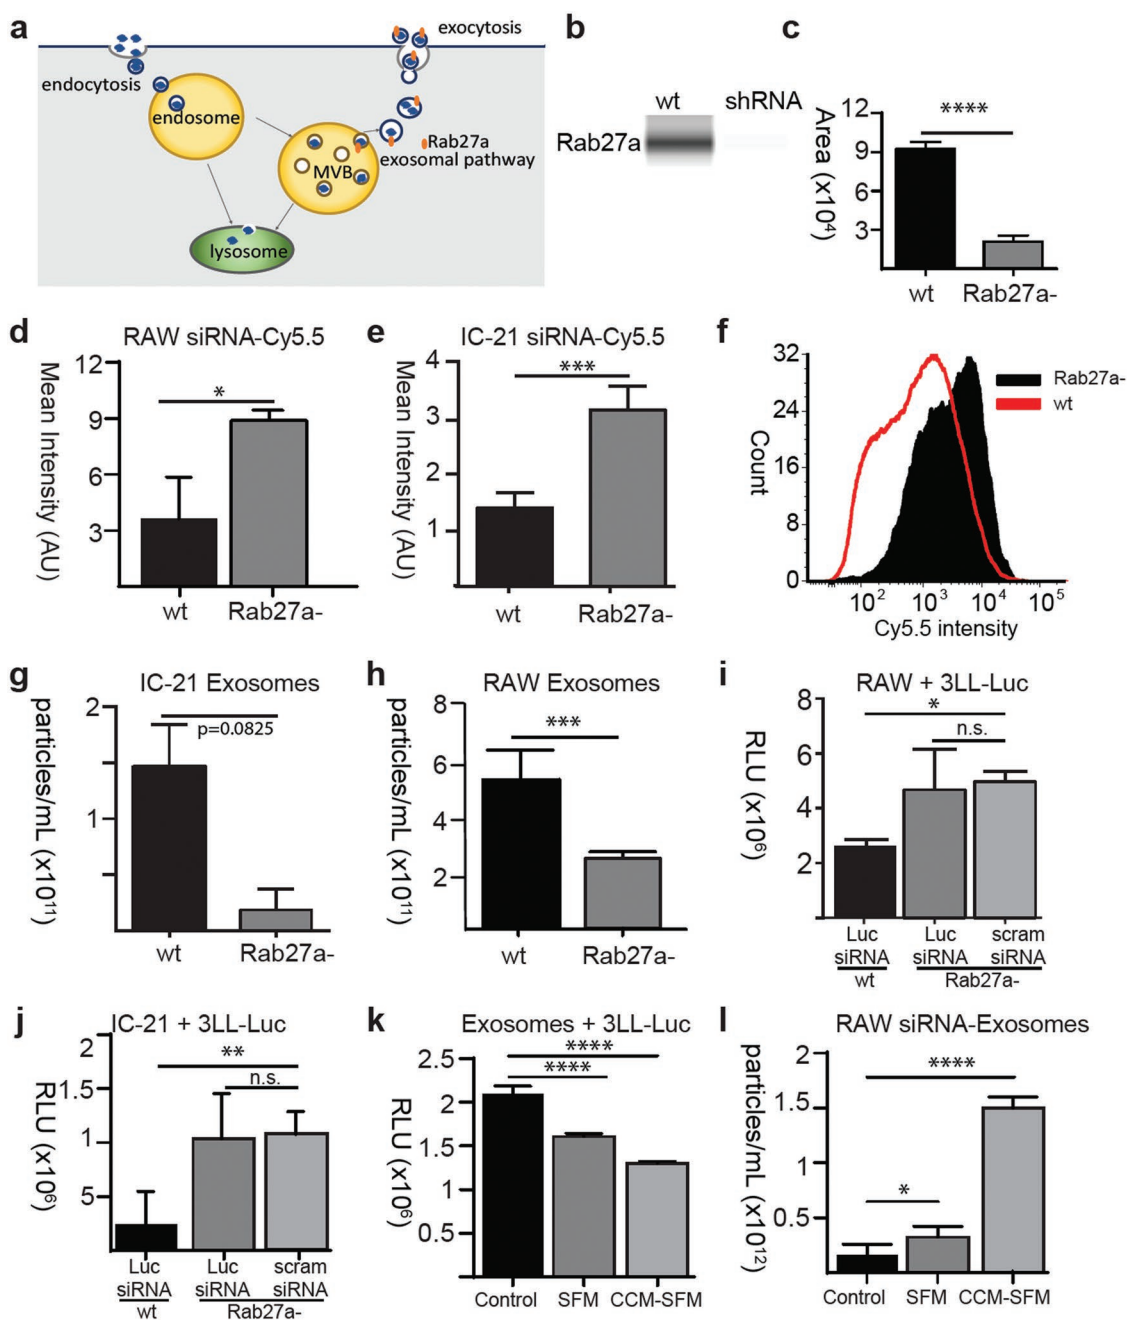 a
exocytosis
endocytosis
endosome
Rab27a
exosomal pathway
MVB
lysosome
b
wt
shRNA
Rab27a
c
Area (x10⁴)
12
9
6
3
****
wt
Rab27a-
d
RAW siRNA-Cy5.5
Mean Intensity (AU)
12
9
6
3
*
wt
Rab27a-
e
IC-21 siRNA-Cy5.5
Mean Intensity (AU)
4
3
2
1
***
wt
Rab27a-
f
Count
32
24
16
8
0
Rab27a-
wt
10² 10³ 10⁴ 10⁵
Cy5.5 intensity
g
IC-21 Exosomes
particles/mL (x10¹¹)
2
1
p=0.0825
wt
Rab27a-
h
RAW Exosomes
particles/mL (x10¹¹)
8
6
4
2
***
wt
Rab27a-
i
RAW + 3LL-Luc
RLU (x10⁶)
8
6
4
2
*
n.s.
Luc Luc scram
siRNA siRNA siRNA
wt Rab27a-
j
IC-21 + 3LL-Luc
RLU (x10⁶)
2
1.5
1
5
**
n.s.
Luc Luc scram
siRNA siRNA siRNA
wt Rab27a-
k
Exosomes + 3LL-Luc
RLU (x10⁶)
2.5
2
1.5
1
0.5
****
****
Control SFM CCM-SFM
l
RAW siRNA-Exosomes
particles/mL (x10¹²)
2
1.5
1
0.5
****
*
Control SFM CCM-SFM